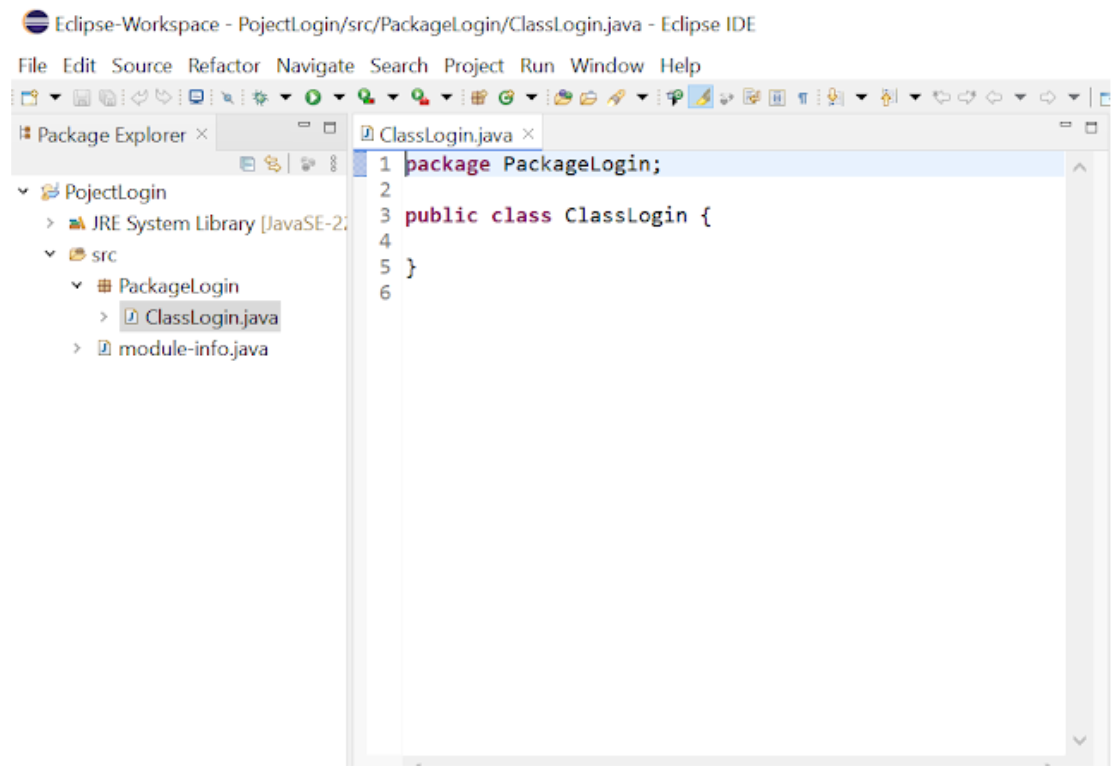 Eclipse-Workspace - PojectLogin/src/PackageLogin/ClassLogin.java - Eclipse IDE
File Edit Source Refactor Navigate Search Project Run Window Help
Package Explorer
PojectLogin
JRE System Library [JavaSE-22
src
PackageLogin
ClassLogin.java
module-info.java
ClassLogin.java
1 package PackageLogin;
2
3 public class ClassLogin {
4
5 }
6